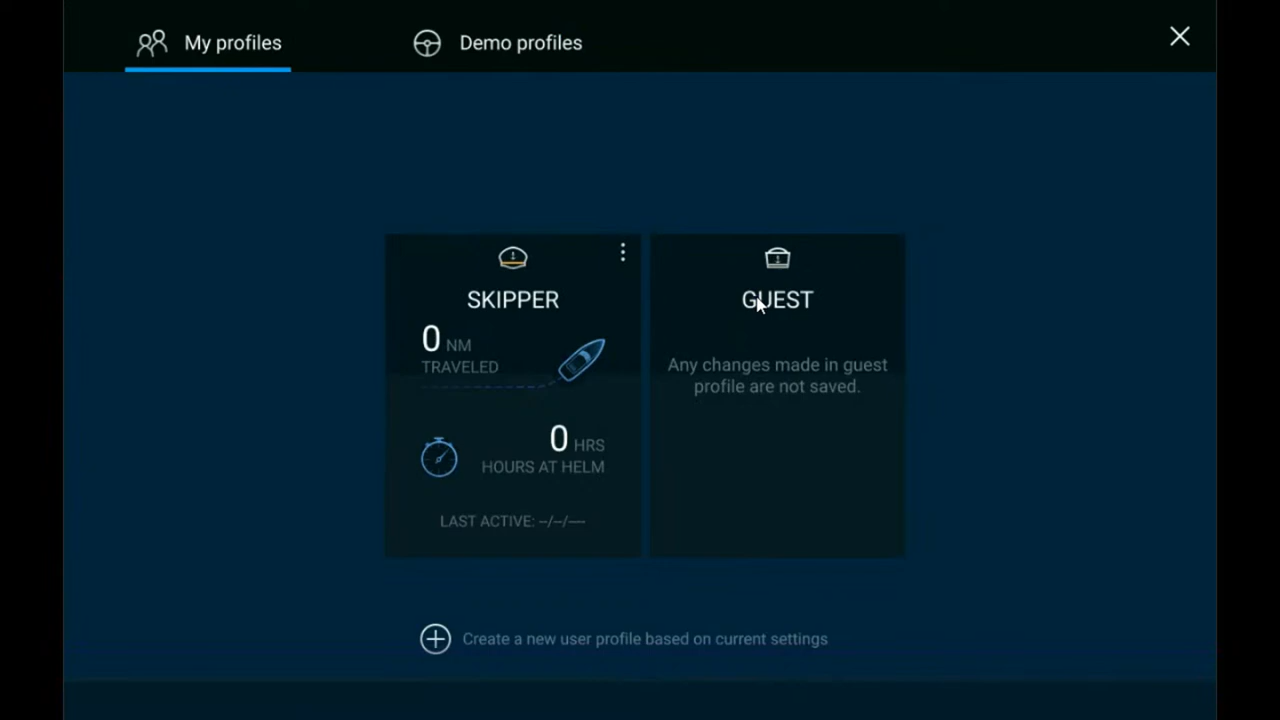 My profiles
Demo profiles
SKIPPER
0 NM
TRAVELED
0 HRS
HOURS AT HELM
LAST ACTIVE: --/--/----
GUEST
Any changes made in guest
profile are not saved.
Create a new user profile based on current settings